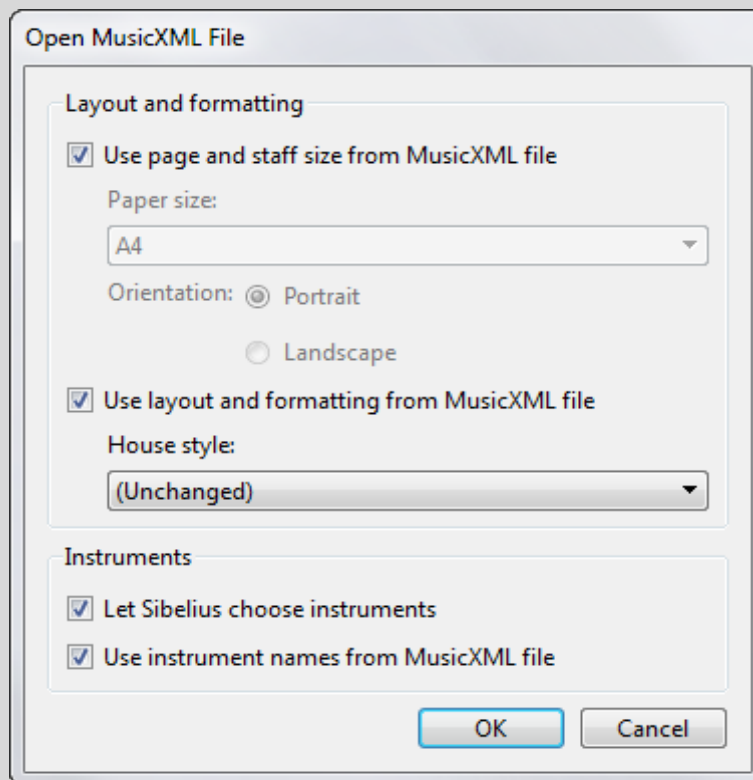 Open MusicXML File
Layout and formatting
Use page and staff size from MusicXML file
Paper size:
A4
Orientation: Portrait
Landscape
Use layout and formatting from MusicXML file
House style:
(Unchanged)
Instruments
Let Sibelius choose instruments
Use instrument names from MusicXML file
OK Cancel